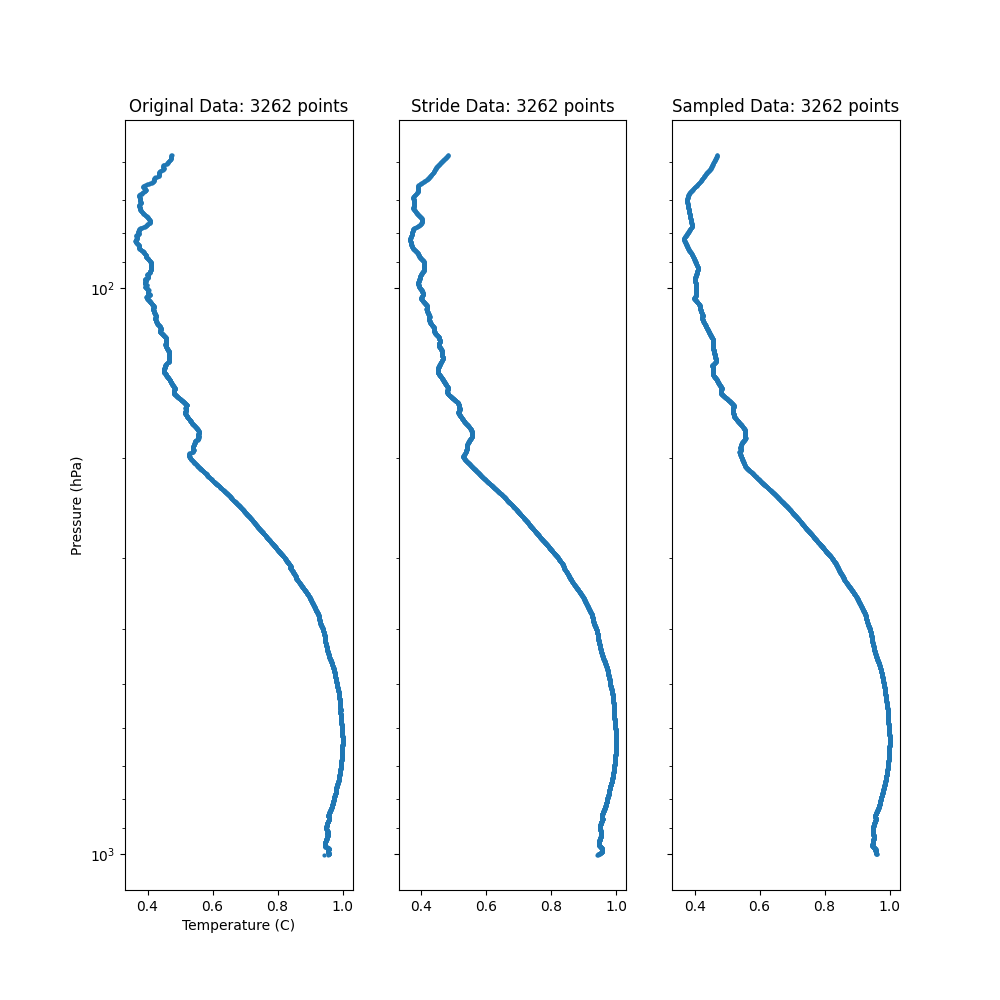 Original Data: 3262 points
Stride Data: 3262 points
Sampled Data: 3262 points
10²
10³
Pressure (hPa)
0.4 0.6 0.8 1.0
0.4 0.6 0.8 1.0
0.4 0.6 0.8 1.0
Temperature (C)